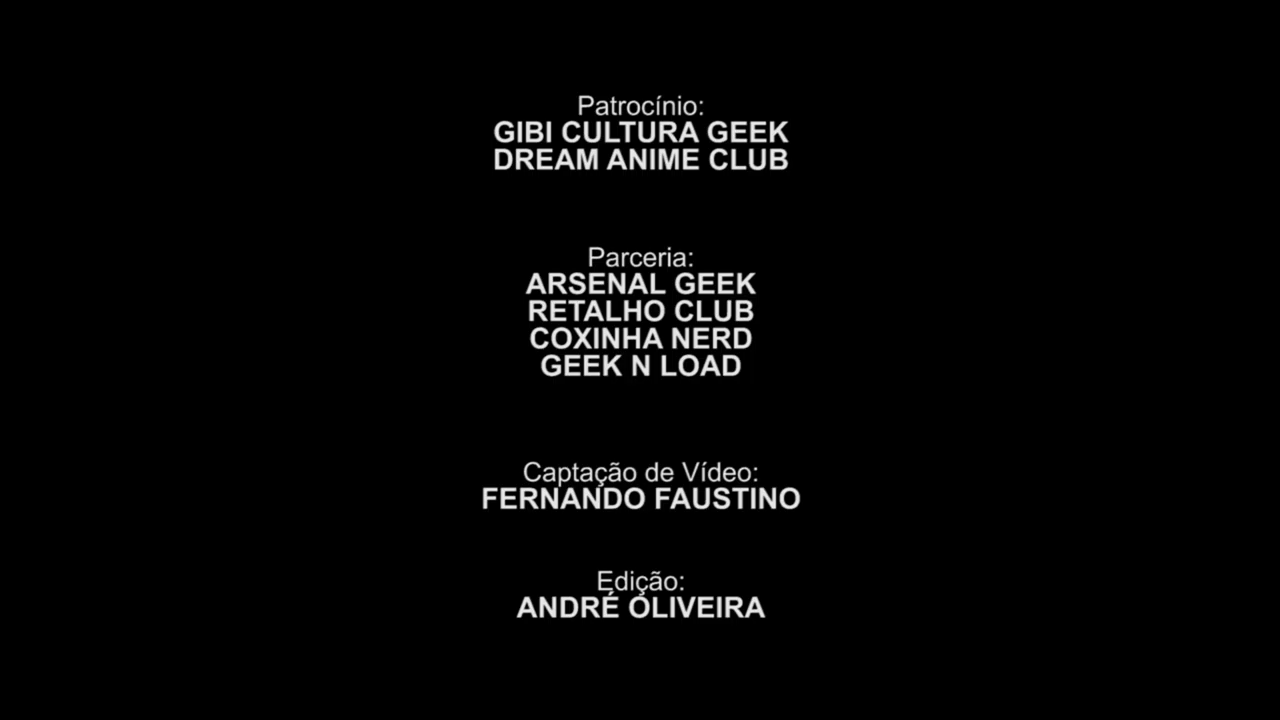 Patrocínio:
GIBI CULTURA GEEK
DREAM ANIME CLUB
Parceria:
ARSENAL GEEK
RETALHO CLUB
COXINHA NERD
GEEK N LOAD
Captação de Vídeo:
FERNANDO FAUSTINO
Edição:
ANDRÉ OLIVEIRA